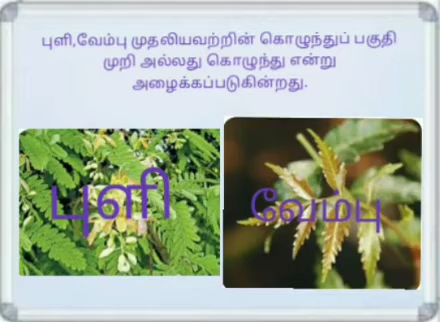 புளி,வேம்பு முதலியவற்றின் கொழுந்துப் பகுதி
முறி அல்லது கொழுந்து என்று
அழைக்கப்படுகின்றது.
புளி
வேம்பு